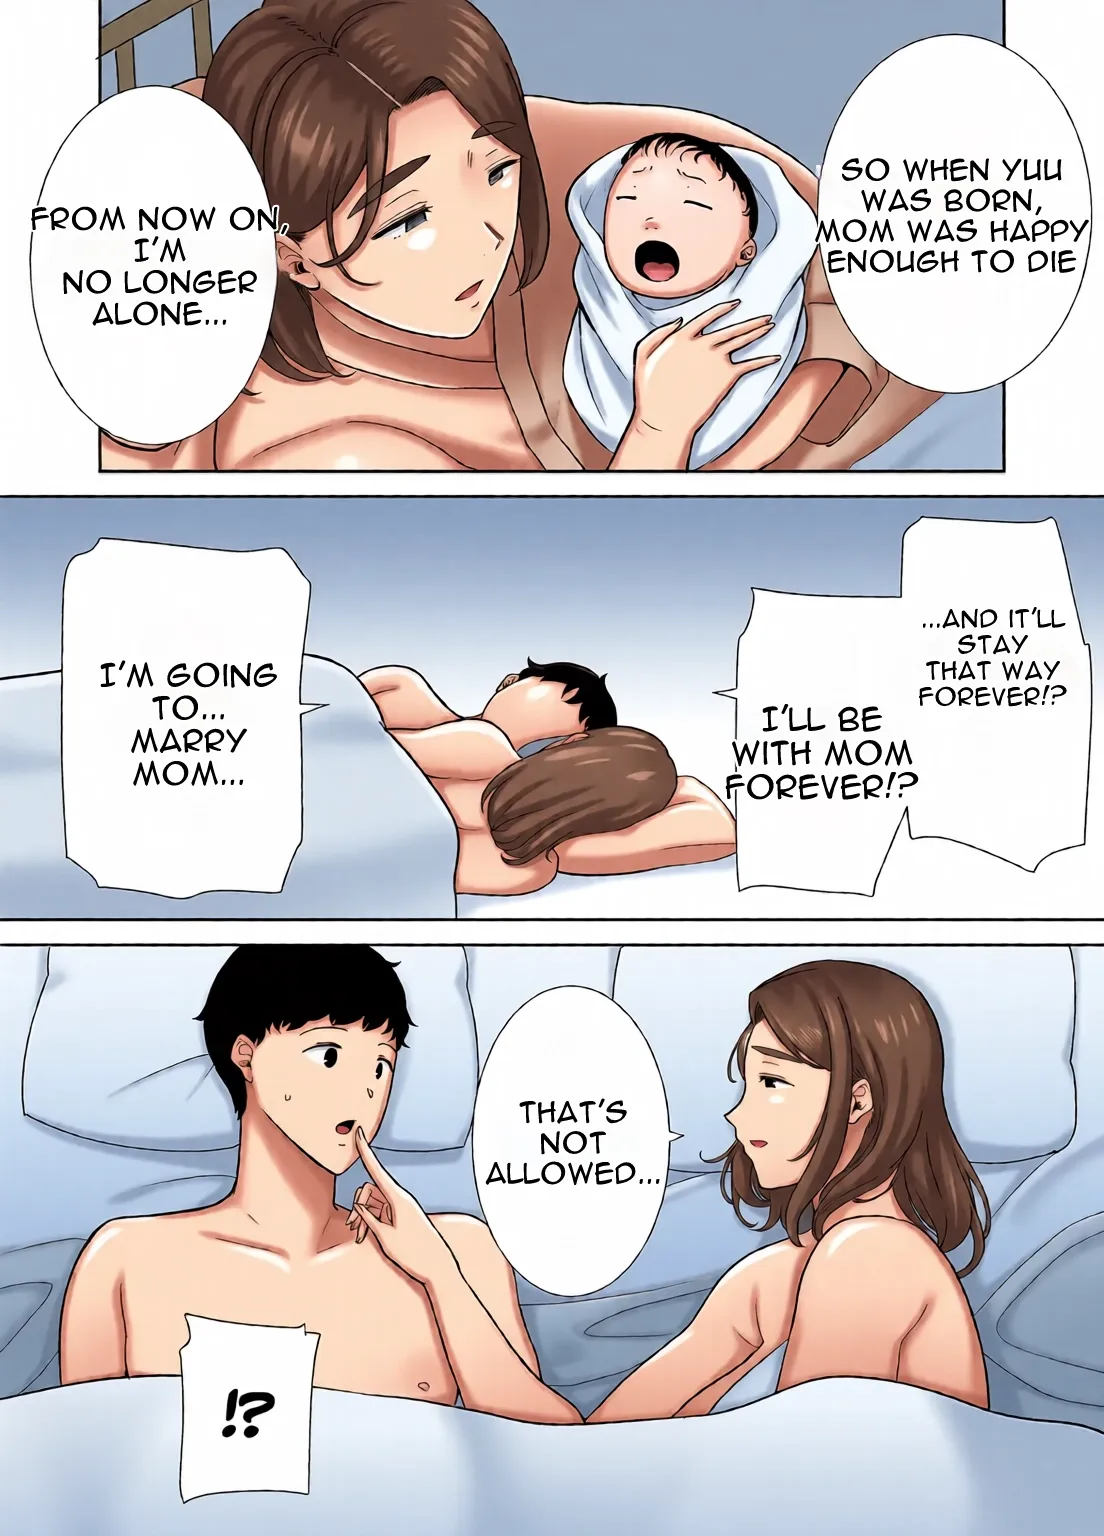 SO WHEN YUU
WAS BORN,
MOM WAS HAPPY
ENOUGH TO DIE
FROM NOW ON,
I'M
NO LONGER
ALONE...
...AND IT'LL
STAY
THAT WAY
FOREVER!?
I'LL BE
WITH MOM
FOREVER!?
I'M GOING
TO...
MARRY
MOM...
THAT'S
NOT
ALLOWED...
!?